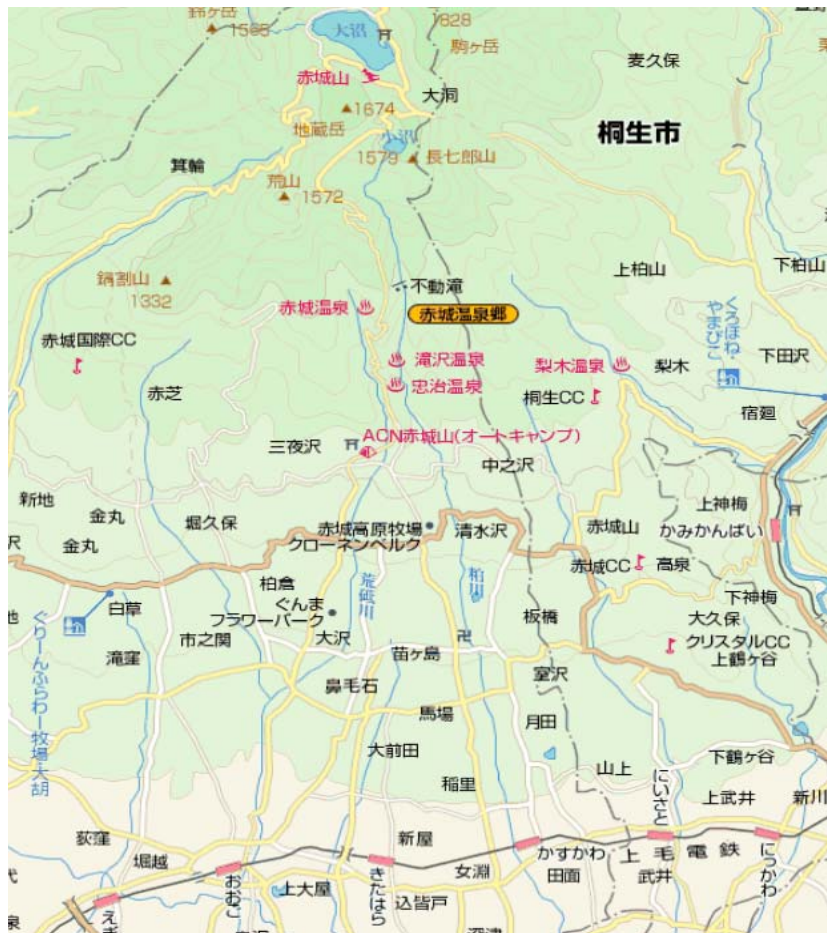 大沼
1828
駒ヶ岳
赤城山
麦久保
大洞
1674
地蔵岳
小沼
桐生市
1579
長七郎山
箕輪
荒山
1572
上柏山
下柏山
鍋割山
1332
不動滝
赤城温泉
赤城温泉郷
くろほね・
やまびこ
赤城国際CC
滝沢温泉
梨木温泉
梨木
下田沢
忠治温泉
桐生CC
赤芝
宿廻
ACN赤城山(オートキャンプ)
三夜沢
中之沢
新地
金丸
堀久保
赤城高原牧場
クローネンベルク
清水沢
赤城山
上神梅
かみかんばい
沢
金丸
赤城CC
高泉
柏倉
荒砥川
粕川
下神梅
白草
ぐんま
フラワーパーク
板橋
大久保
ぐりーんふらわー牧場・大胡
市之関
大沢
クリスタルCC
滝窪
苗ヶ島
上鶴ヶ谷
室沢
鼻毛石
馬場
月田
大前田
下鶴ヶ谷
山上
稲里
にいさと
上武井
新川
荻窪
新屋
堀越
おおご
きたはら
女淵
かすかわ
田面
上毛電鉄
武井
にっかわ
上大屋
込皆戸
深津